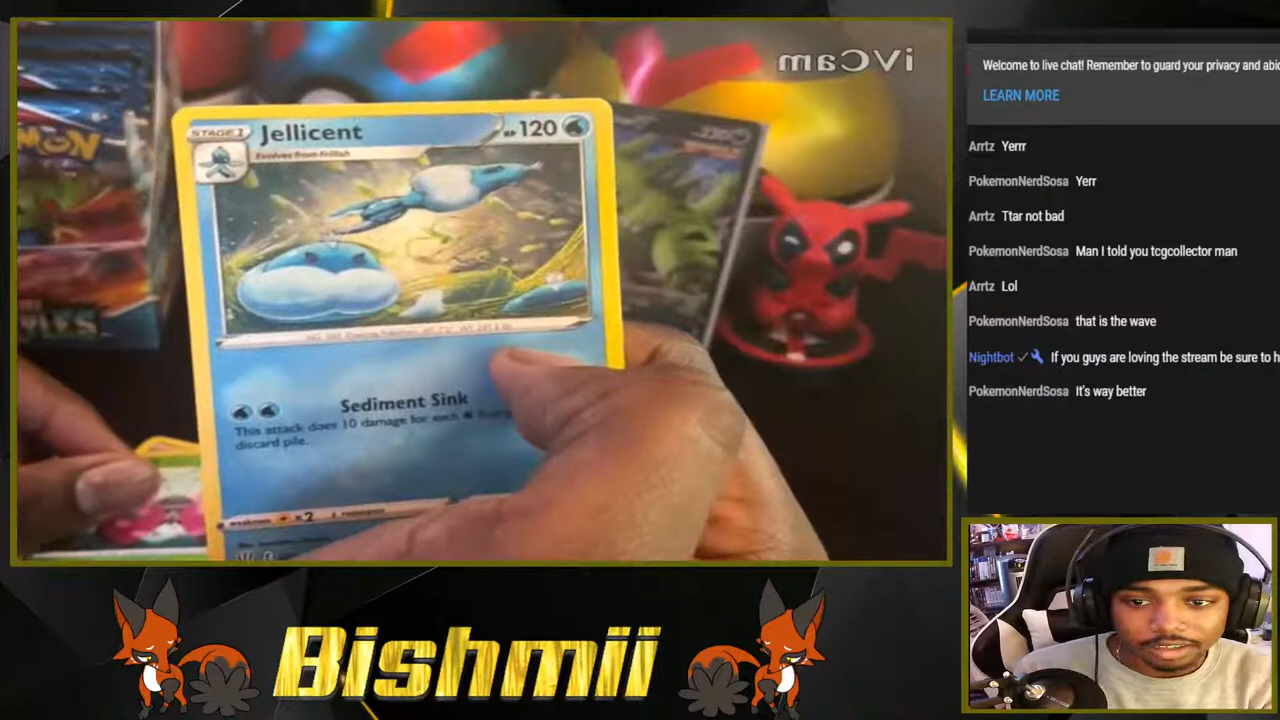 iVCam
STAGE 1
Jellicent
120
Evolves from Frillish
Sediment Sink
This attack does 10 damage for each
discard pile.
weakness
x2
Welcome to live chat! Remember to guard your privacy and abid
LEARN MORE
Arrtz Yerrr
PokemonNerdSosa Yerr
Arrtz Ttar not bad
PokemonNerdSosa Man I told you tcgcollector man
Arrtz Lol
PokemonNerdSosa that is the wave
Nightbot If you guys are loving the stream be sure to h
PokemonNerdSosa It's way better
Bishmii